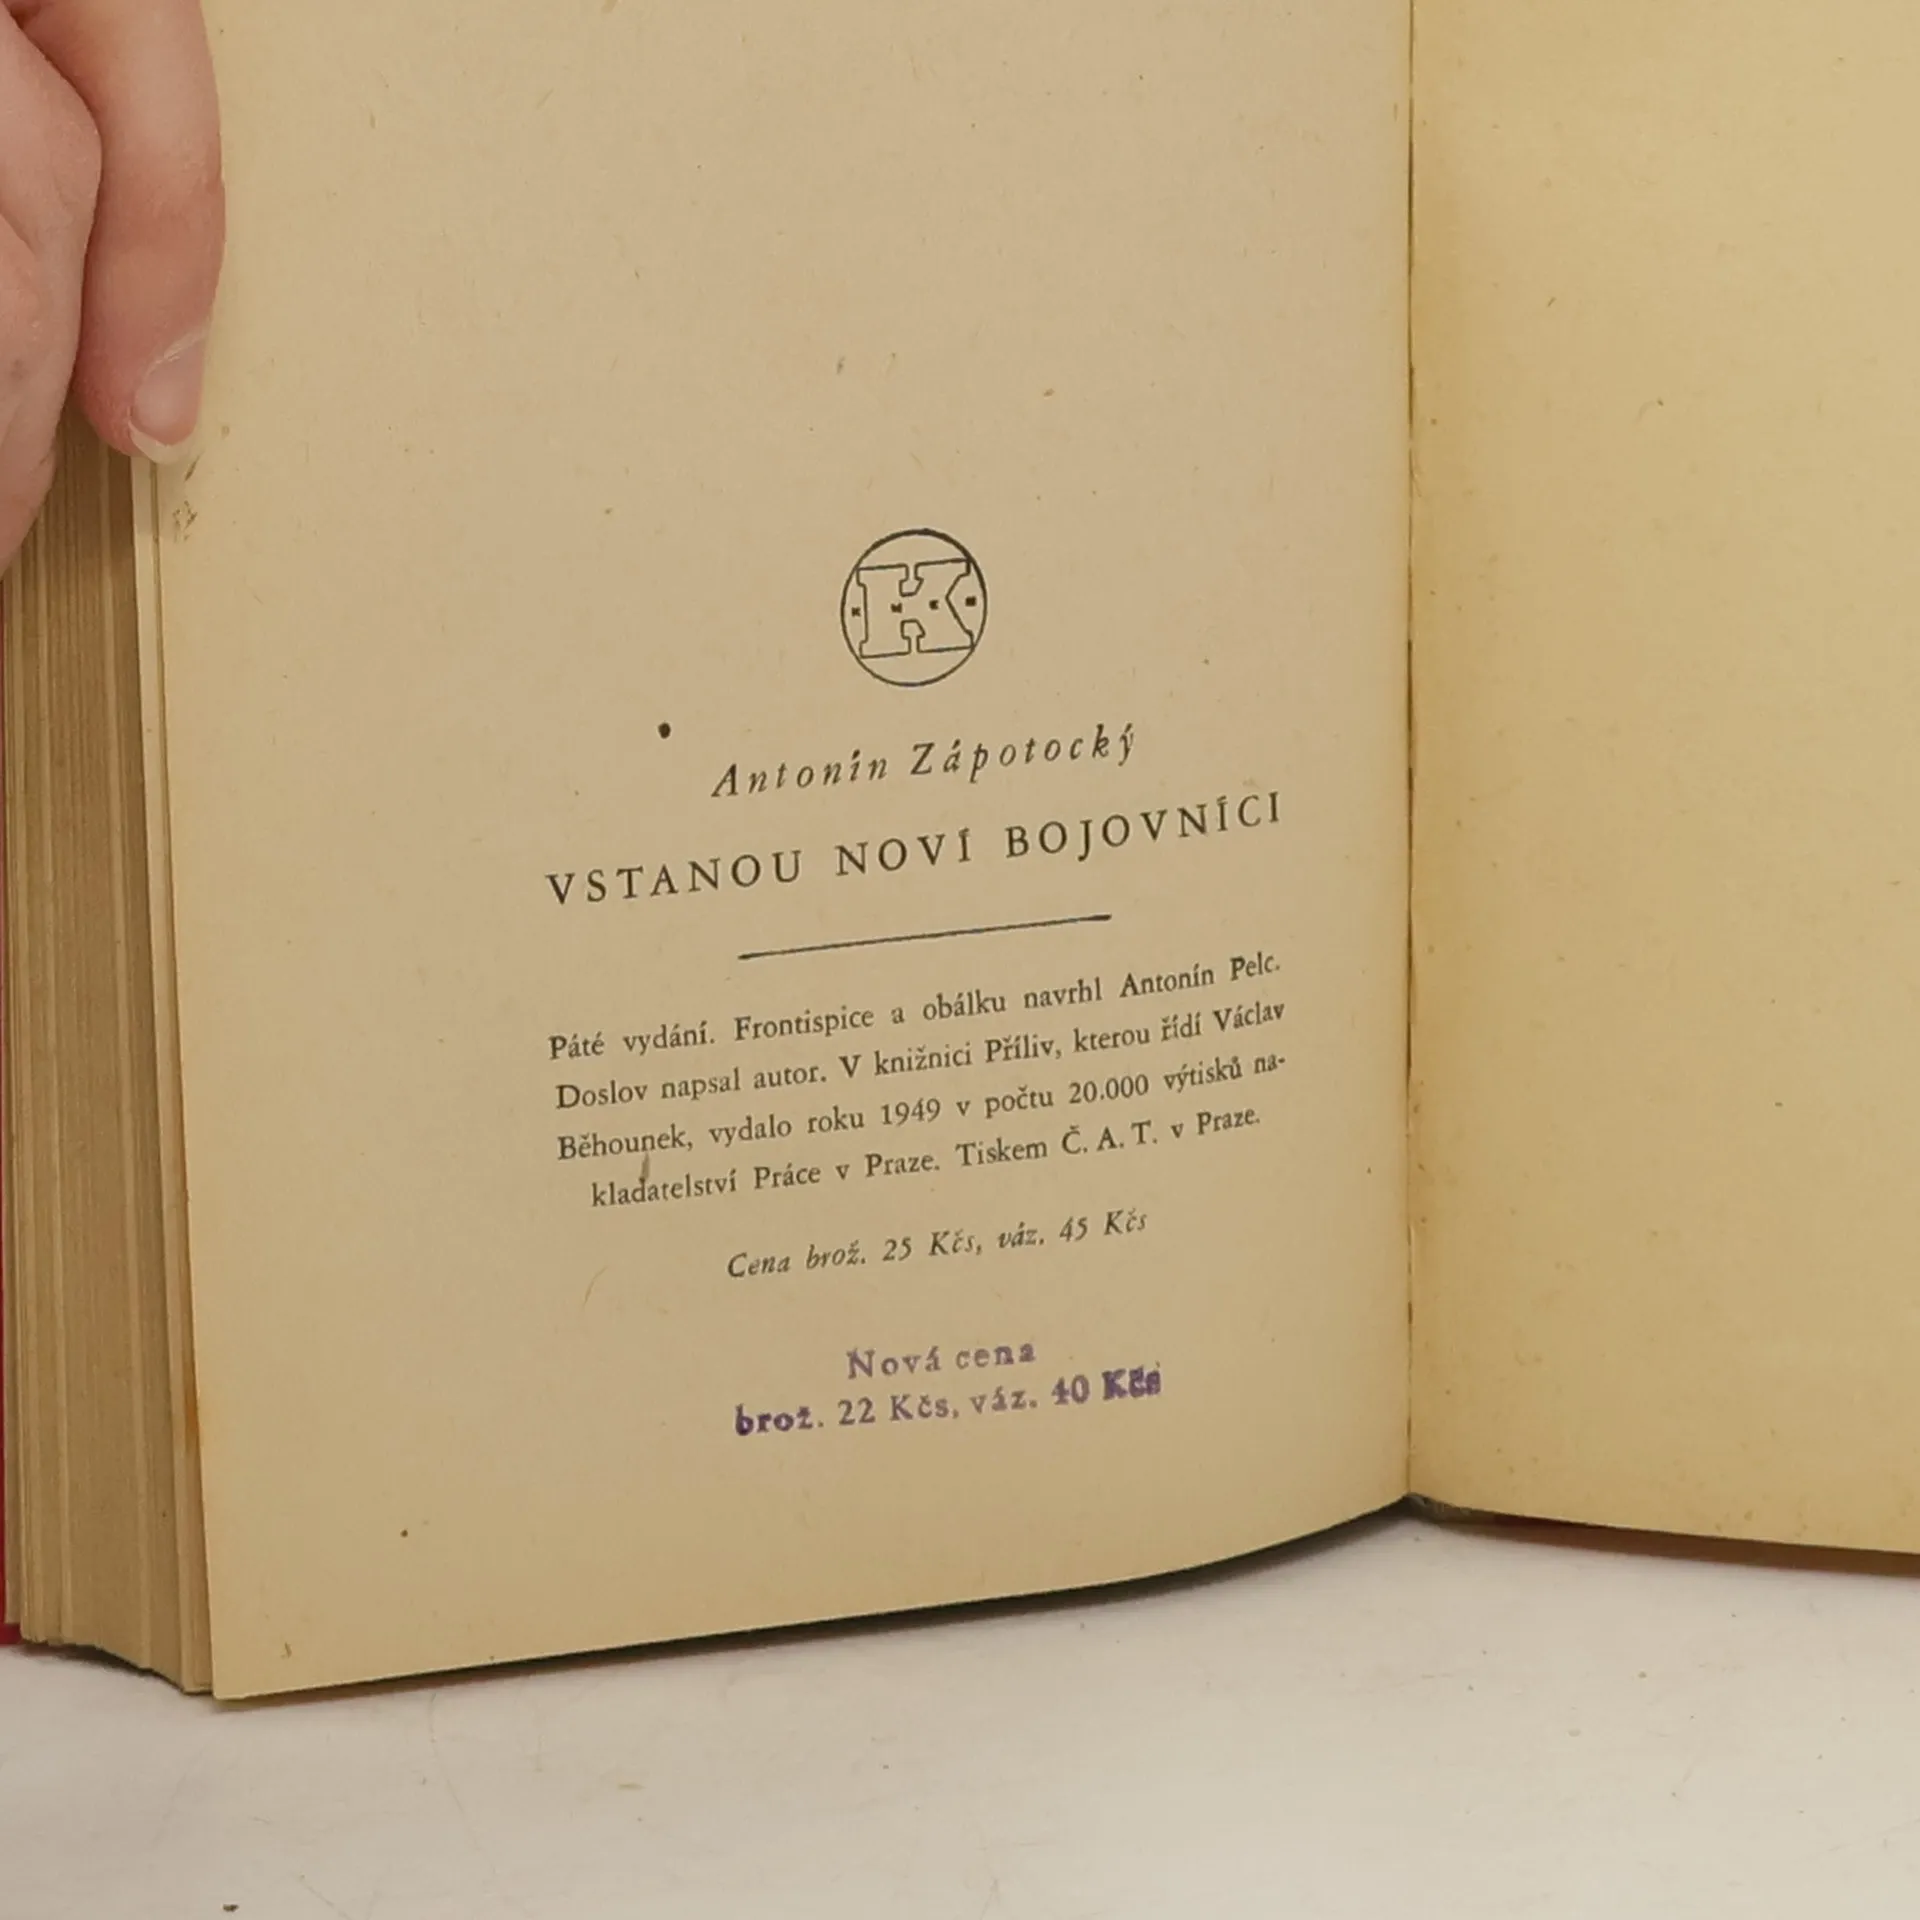 K
Antonín Zápotocký
VSTANOU NOVÍ BOJOVNÍCI
Páté vydání. Frontispice a obálku navrhl Antonín Pelc.
Doslov napsal autor. V knižnici Příliv, kterou řídí Václav
Běhounek, vydalo roku 1949 v počtu 20.000 výtisků na-
kladatelství Práce v Praze. Tiskem Č. A. T. v Praze.
Cena brož. 25 Kčs, váz. 45 Kčs
Nová cena
brož. 22 Kčs, váz. 40 Kčs